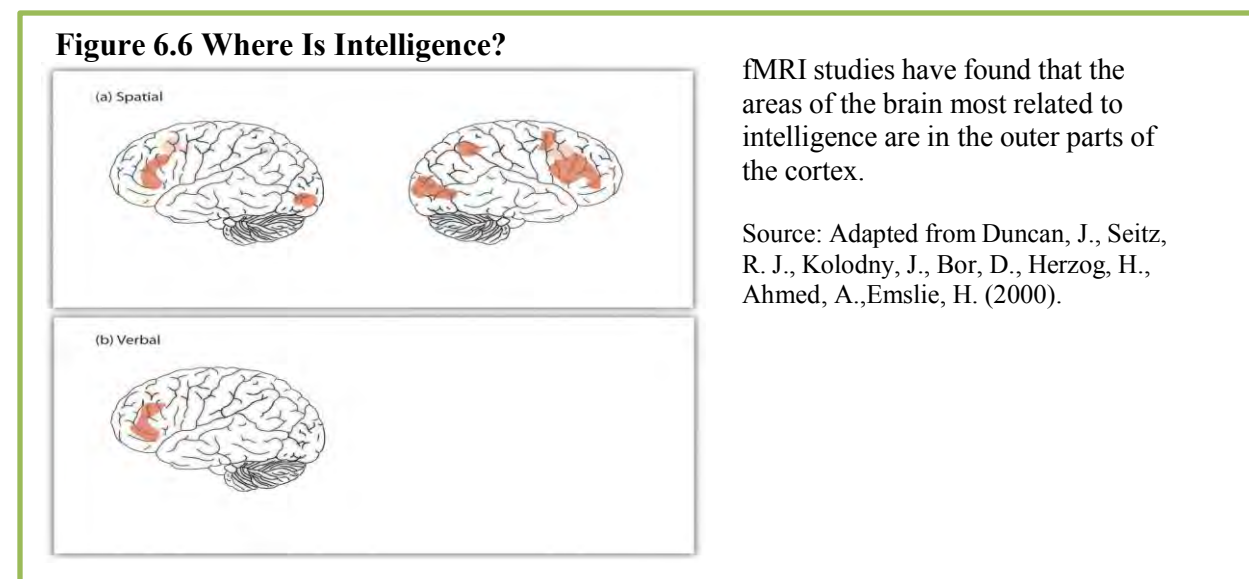 Figure 6.6 Where Is Intelligence?
(a) Spatial
(b) Verbal
fMRI studies have found that the
areas of the brain most related to
intelligence are in the outer parts of
the cortex.
Source: Adapted from Duncan, J., Seitz,
R. J., Kolodny, J., Bor, D., Herzog, H.,
Ahmed, A.,Emslie, H. (2000).